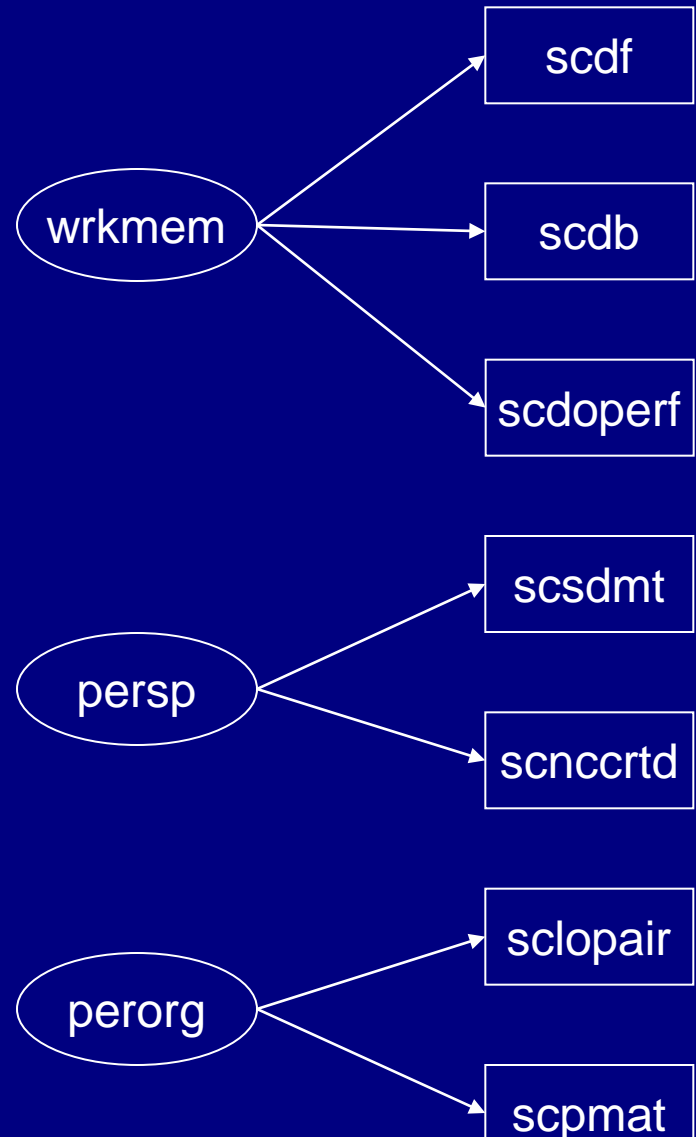 scdf
wrkmem
scdb
scdoperf
scsdmt
persp
scnccrtd
sclopair
perorg
scpmat